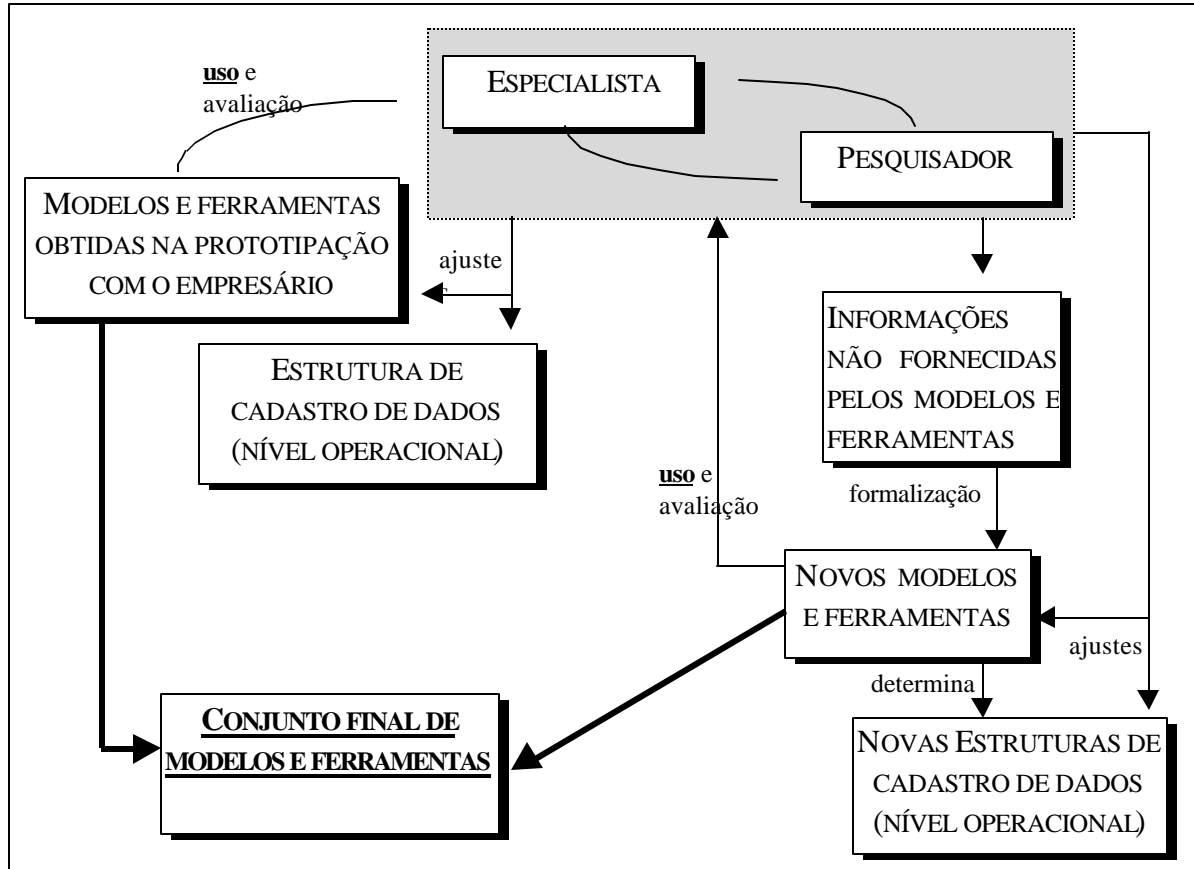 uso e
avaliação
ESPECIALISTA
PESQUISADOR
MODELOS E FERRAMENTAS
OBTIDAS NA PROTOTIPAÇÃO
COM O EMPRESÁRIO
ajuste
ESTRUTURA DE
CADASTRO DE DADOS
(NÍVEL OPERACIONAL)
INFORMAÇÕES
NÃO FORNECIDAS
PELOS MODELOS E
FERRAMENTAS
uso e
avaliação
formalização
NOVOS MODELOS
E FERRAMENTAS
ajustes
determina
CONJUNTO FINAL DE
MODELOS E FERRAMENTAS
NOVAS ESTRUTURAS DE
CADASTRO DE DADOS
(NÍVEL OPERACIONAL)